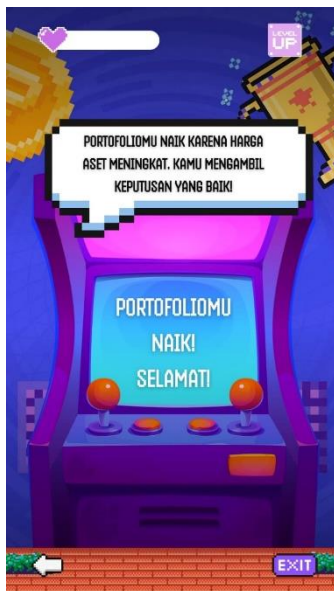 LEVEL
UP
PORTOFOLIOMU NAIK KARENA HARGA
ASET MENINGKAT. KAMU MENGAMBIL
KEPUTUSAN YANG BAIK!
PORTOFOLIOMU
NAIK!
SELAMAT!
EXIT